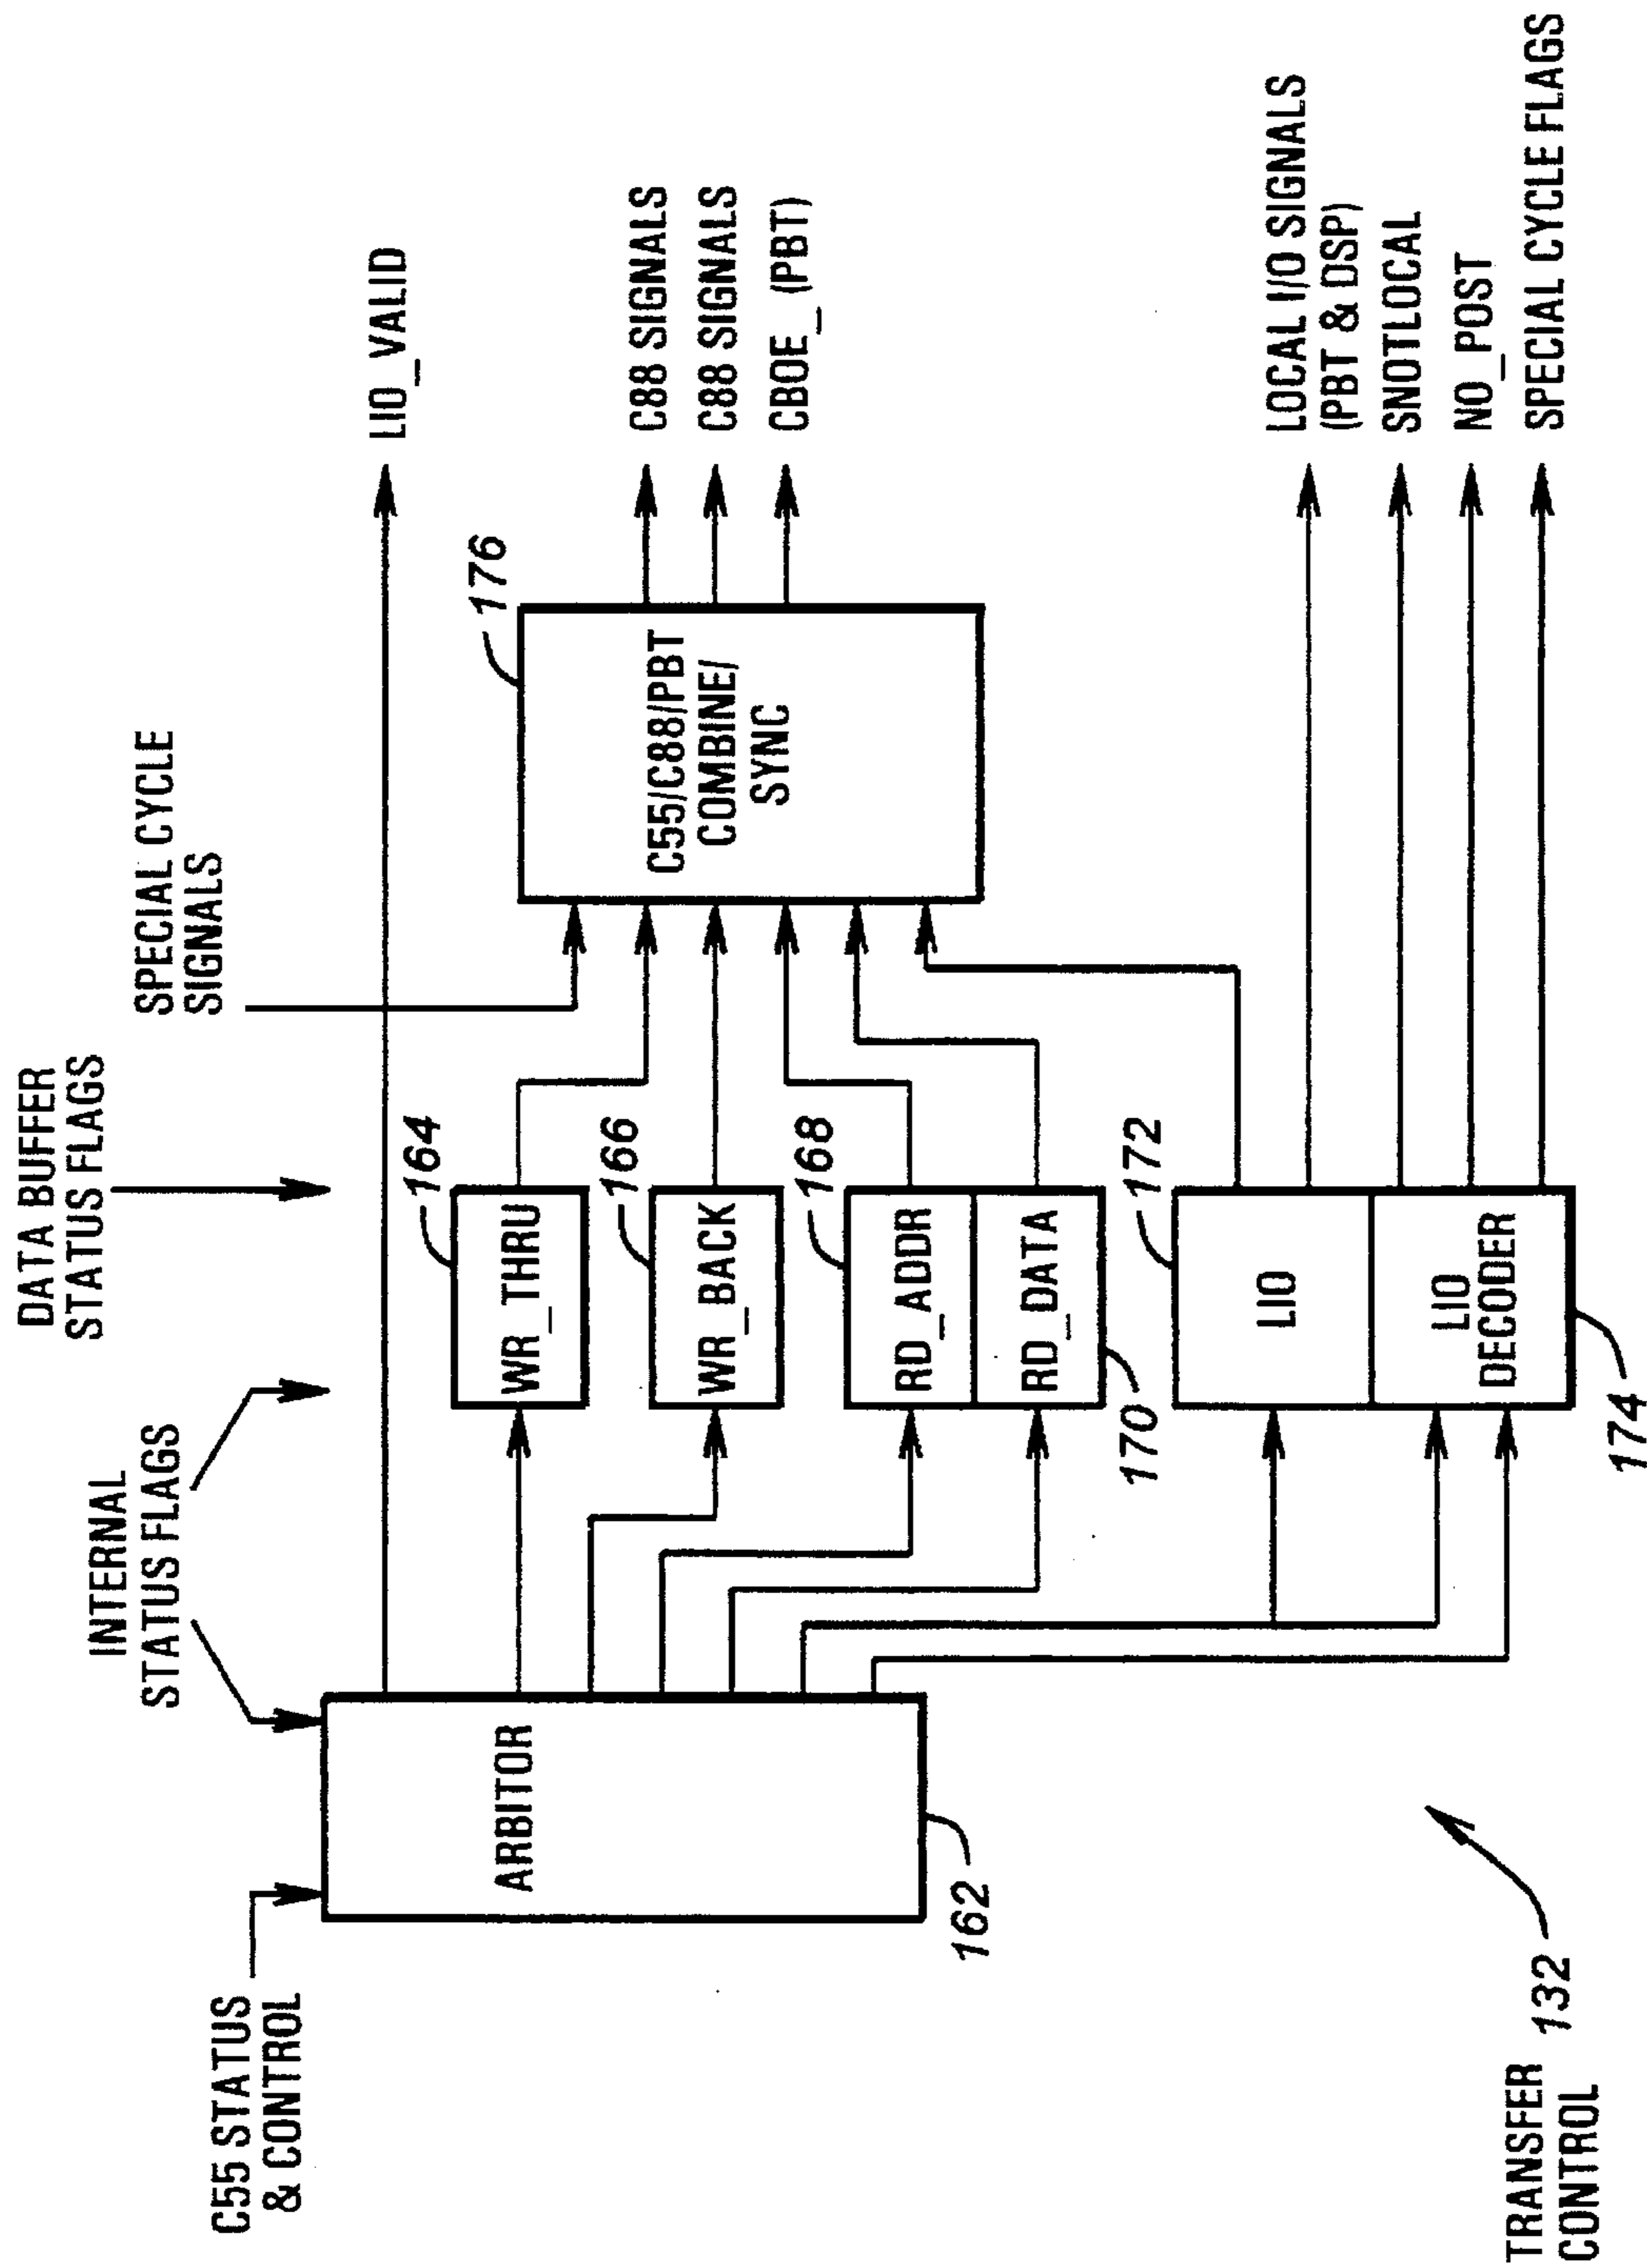 C55 STATUS
& CONTROL
INTERNAL
STATUS FLAGS
DATA BUFFER
STATUS FLAGS
SPECIAL CYCLE
SIGNALS
LIO_VALID
ARBITOR
162
WR_THRU
164
WR_BACK
166
RD_ADDR
168
RD_DATA
170
LIO
172
LIO
DECODER
174
C55/C88/PBT
COMBINE/
SYNC
176
C88 SIGNALS
C88 SIGNALS
CBOE_ (PBT)
LOCAL I/O SIGNALS
(PBT & DSP)
SNOTLOCAL
NO_POST
SPECIAL CYCLE FLAGS
TRANSFER 132
CONTROL